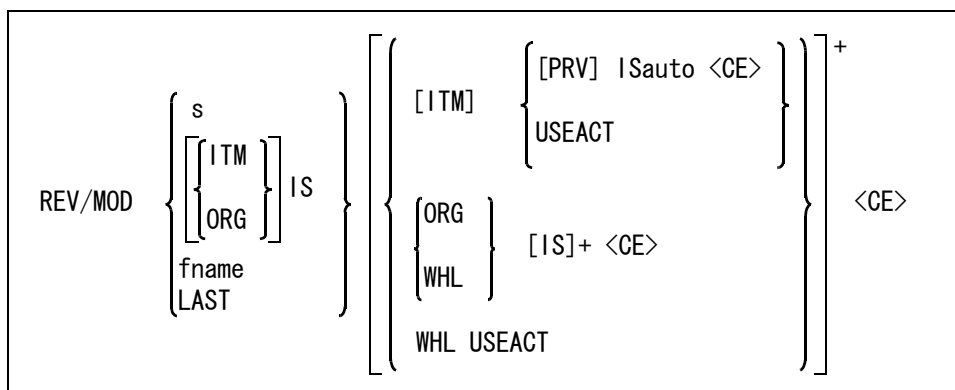 +
[PRV] ISauto <CE>
[ITM]
s
USEACT
ITM
REV/MOD
IS
<CE>
ORG
ORG
[IS]+ <CE>
WHL
fname
LAST
WHL USEACT